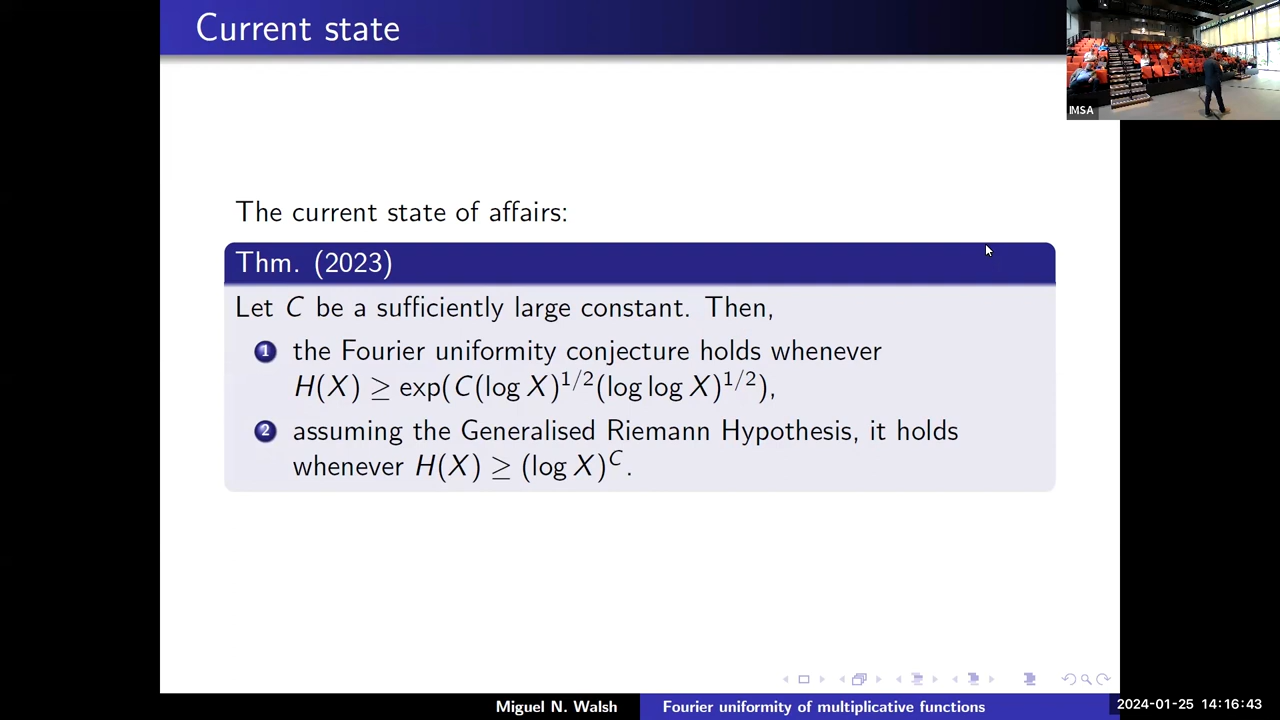 Current state
IMSA
The current state of affairs:
Thm. (2023)
Let C be a sufficiently large constant. Then,
1 the Fourier uniformity conjecture holds whenever
H(X) ≥ exp(C(log X)^{1/2}(log log X)^{1/2}),
2 assuming the Generalised Riemann Hypothesis, it holds
whenever H(X) ≥ (log X)^C.
Miguel N. Walsh
Fourier uniformity of multiplicative functions
2024-01-25 14:16:43